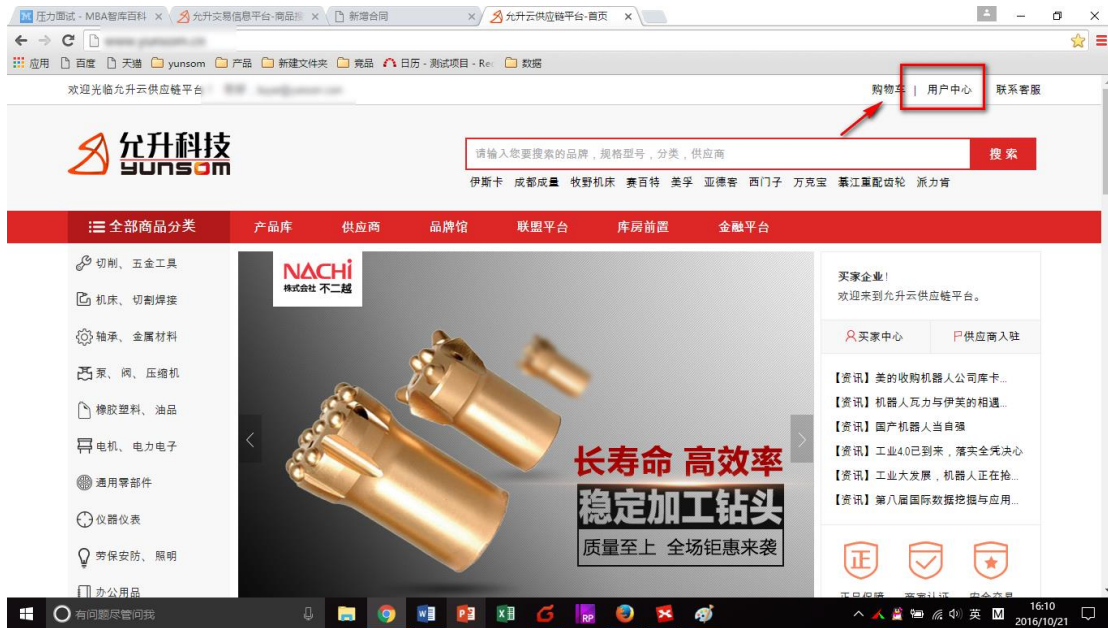 压力面试 - MBA智库百科
允升交易信息平台-商品
新增合同
允升云供应链平台-首页
应用 百度 天猫 yunsom 产品 新建文件夹 竞品 日历 - 测试项目 - Re 数据
欢迎光临允升云供应链平台
购物车 | 用户中心 联系客服
允升科技
yunsom
请输入您要搜索的品牌，规格型号，分类，供应商
搜索
伊斯卡 成都成量 牧野机床 赛百特 美孚 亚德客 西门子 万克宝 綦江重配齿轮 派力肯
全部商品分类 产品库 供应商 品牌馆 联盟平台 库房前置 金融平台
切削、五金工具
机床、切割焊接
轴承、金属材料
泵、阀、压缩机
橡胶塑料、油品
电机、电力电子
通用零部件
仪器仪表
劳保安防、照明
办公用品
NACHi
株式会社 不二越
长寿命 高效率
稳定加工钻头
质量至上 全场钜惠来袭
买家企业！
欢迎来到允升云供应链平台。
买家中心 供应商入驻
【资讯】美的收购机器人公司库卡...
【资讯】机器人瓦力与伊芙的相遇...
【资讯】国产机器人当自强
【资讯】工业4.0已到来，落实全凭决心
【资讯】工业大发展，机器人正在抢...
【资讯】第八届国际数据挖掘与应用...
正
正品保障 商家认证 安全交易
有问题尽管问我
RP
英 M
16:10
2016/10/21